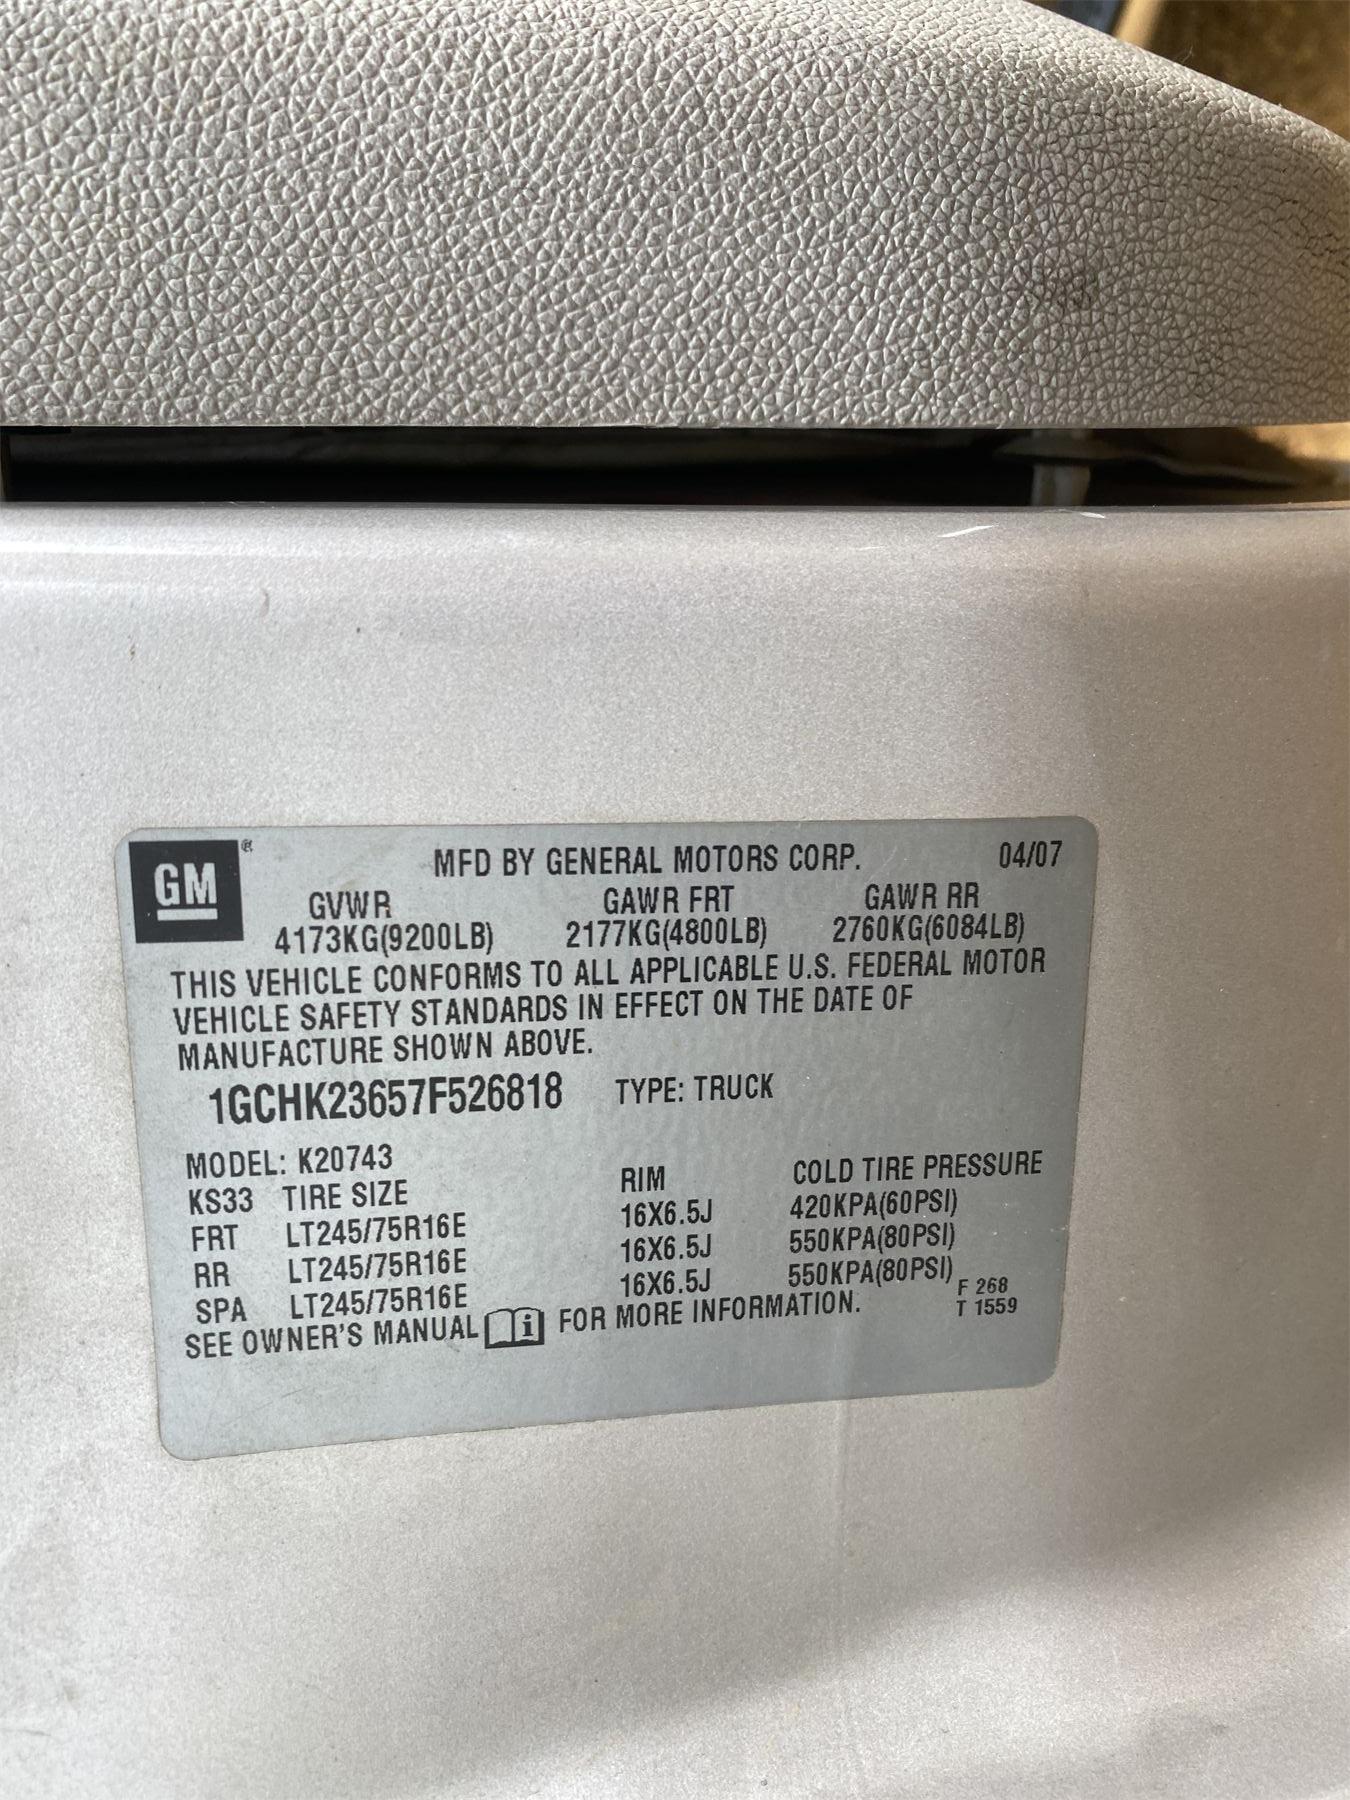 GM®
MFD BY GENERAL MOTORS CORP. 04/07
GVWR GAWR FRT GAWR RR
4173KG(9200LB) 2177KG(4800LB) 2760KG(6084LB)
THIS VEHICLE CONFORMS TO ALL APPLICABLE U.S. FEDERAL MOTOR
VEHICLE SAFETY STANDARDS IN EFFECT ON THE DATE OF
MANUFACTURE SHOWN ABOVE.
1GCHK23657F526818 TYPE: TRUCK
MODEL: K20743
KS33 TIRE SIZE RIM COLD TIRE PRESSURE
FRT LT245/75R16E 16X6.5J 420KPA(60PSI)
RR LT245/75R16E 16X6.5J 550KPA(80PSI)
SPA LT245/75R16E 16X6.5J 550KPA(80PSI)
SEE OWNER'S MANUAL i FOR MORE INFORMATION.
F 268
T 1559